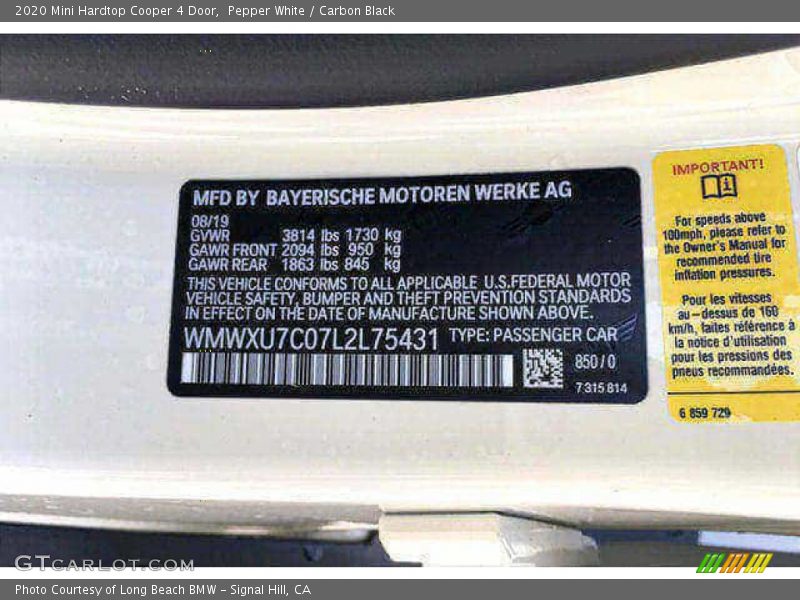 2020 Mini Hardtop Cooper 4 Door,  Pepper White / Carbon Black
MFD BY BAYERISCHE MOTOREN WERKE AG
08/19
GVWR 3814 lbs 1730 kg
GAWR FRONT 2094 lbs 950 kg
GAWR REAR 1863 lbs 845 kg
THIS VEHICLE CONFORMS TO ALL APPLICABLE U.S.FEDERAL MOTOR
VEHICLE SAFETY, BUMPER AND THEFT PREVENTION STANDARDS
IN EFFECT ON THE DATE OF MANUFACTURE SHOWN ABOVE.
WMWXU7C07L2L75431 TYPE: PASSENGER CAR
850/0
7 315 814
IMPORTANT!
For speeds above
100mph, please refer to
the Owner's Manual for
recommended tire
inflation pressures.
Pour les vitesses
au-dessus de 160
km/h, faites référence à
la notice d'utilisation
pour les pressions des
pneus recommandées.
6 859 729
GTCARLOT.COM
Photo Courtesy of Long Beach BMW - Signal Hill, CA